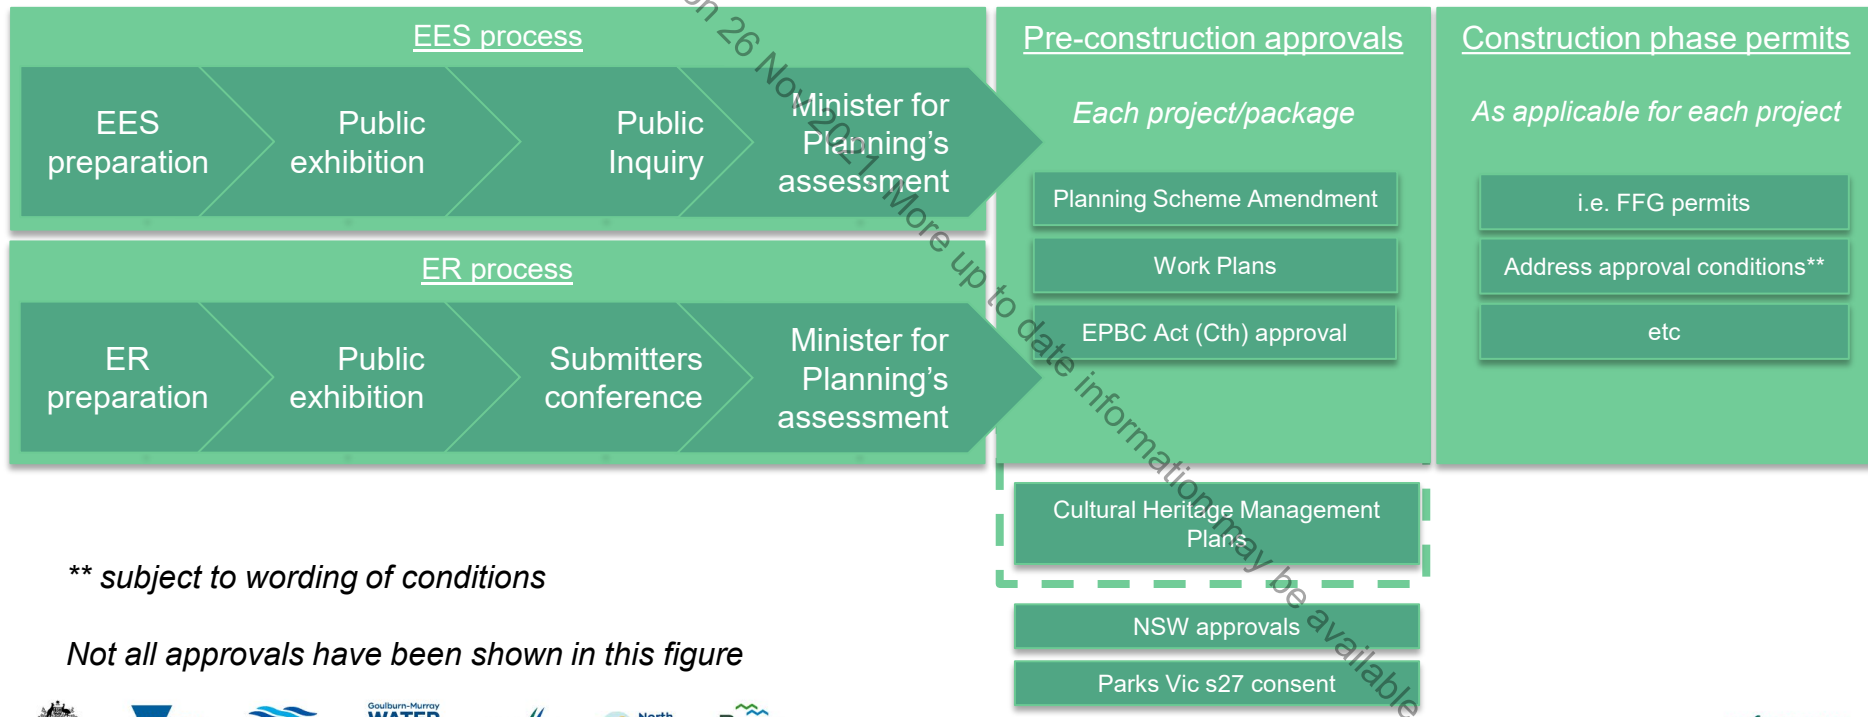 EES process
EES
preparation
Public
exhibition
Public
Inquiry
Minister for
Planning's
assessment
ER process
ER
preparation
Public
exhibition
Submitters
conference
Minister for
Planning's
assessment
Pre-construction approvals
Each project/package
Planning Scheme Amendment
Work Plans
EPBC Act (Cth) approval
Cultural Heritage Management
Plans
NSW approvals
Parks Vic s27 consent
Construction phase permits
As applicable for each project
i.e. FFG permits
Address approval conditions**
etc
** subject to wording of conditions
Not all approvals have been shown in this figure
on 26 Nov 2021. More up to date information may be available
Goulburn-Murray
WATER
North